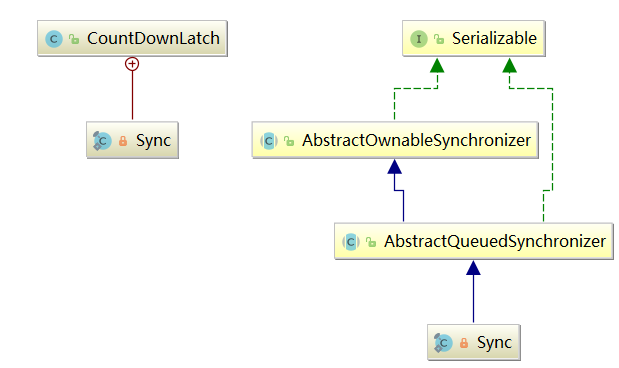 C CountDownLatch
I Serializable
C Sync
C AbstractOwnableSynchronizer
C AbstractQueuedSynchronizer
C Sync